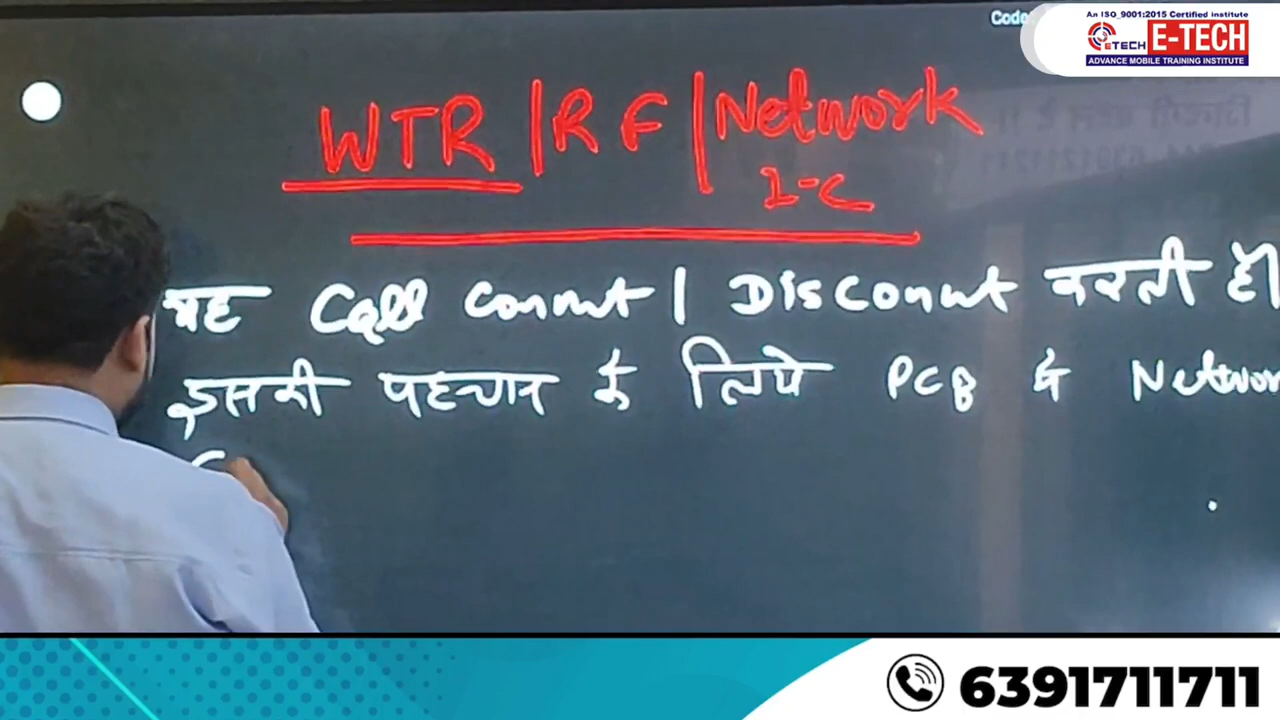 Code
An ISO 9001:2015 Certified institute
ETECH E-TECH
ADVANCE MOBILE TRAINING INSTITUTE
WTR | RF | Network
I-C
यह Call Connect | Disconnect करती है।
इसकी पहचान के लिये PCB के Networ
6391711711